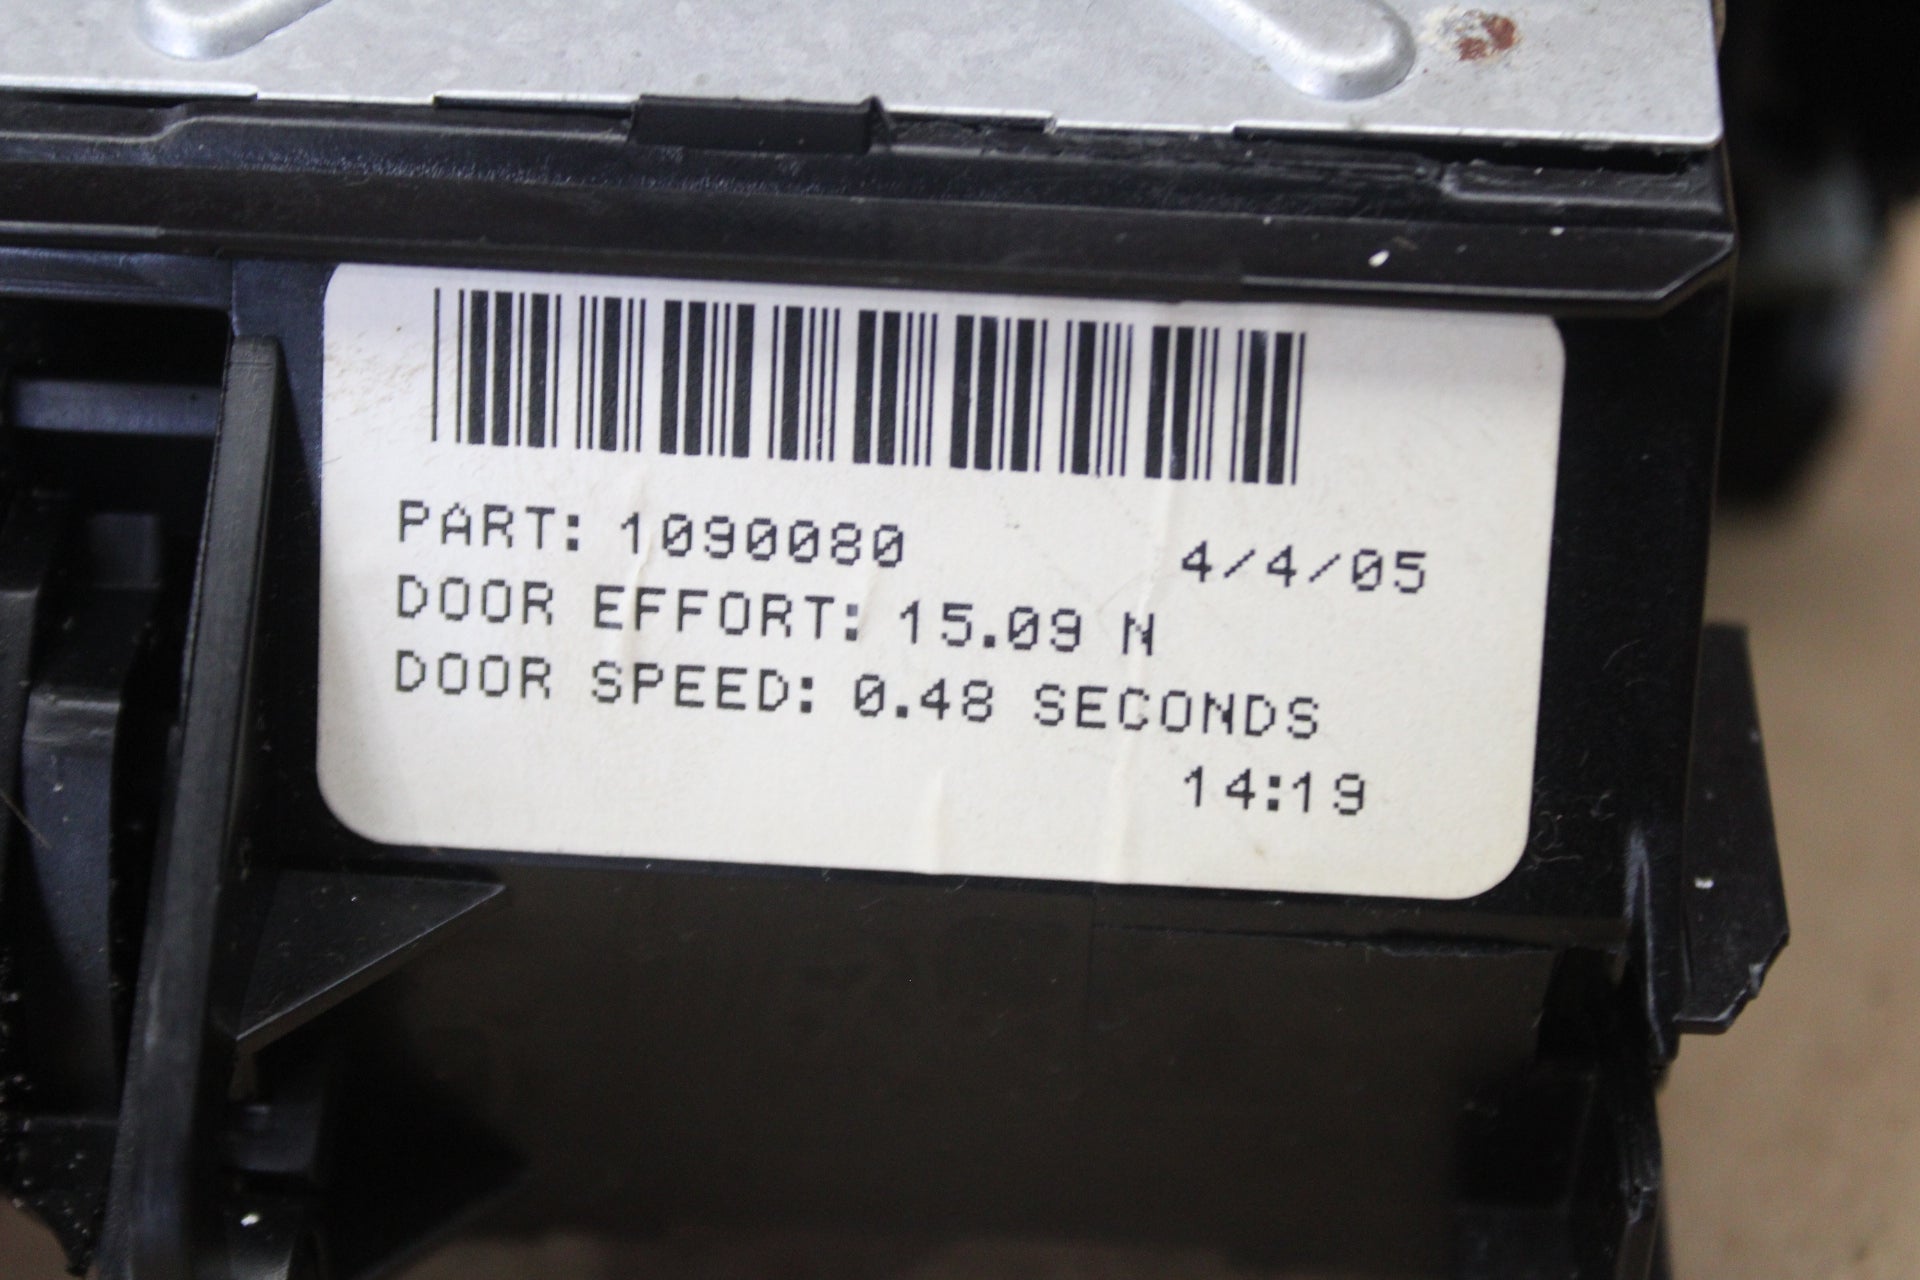 PART: 1090080 4/4/05
DOOR EFFORT: 15.09 N
DOOR SPEED: 0.48 SECONDS
14:19